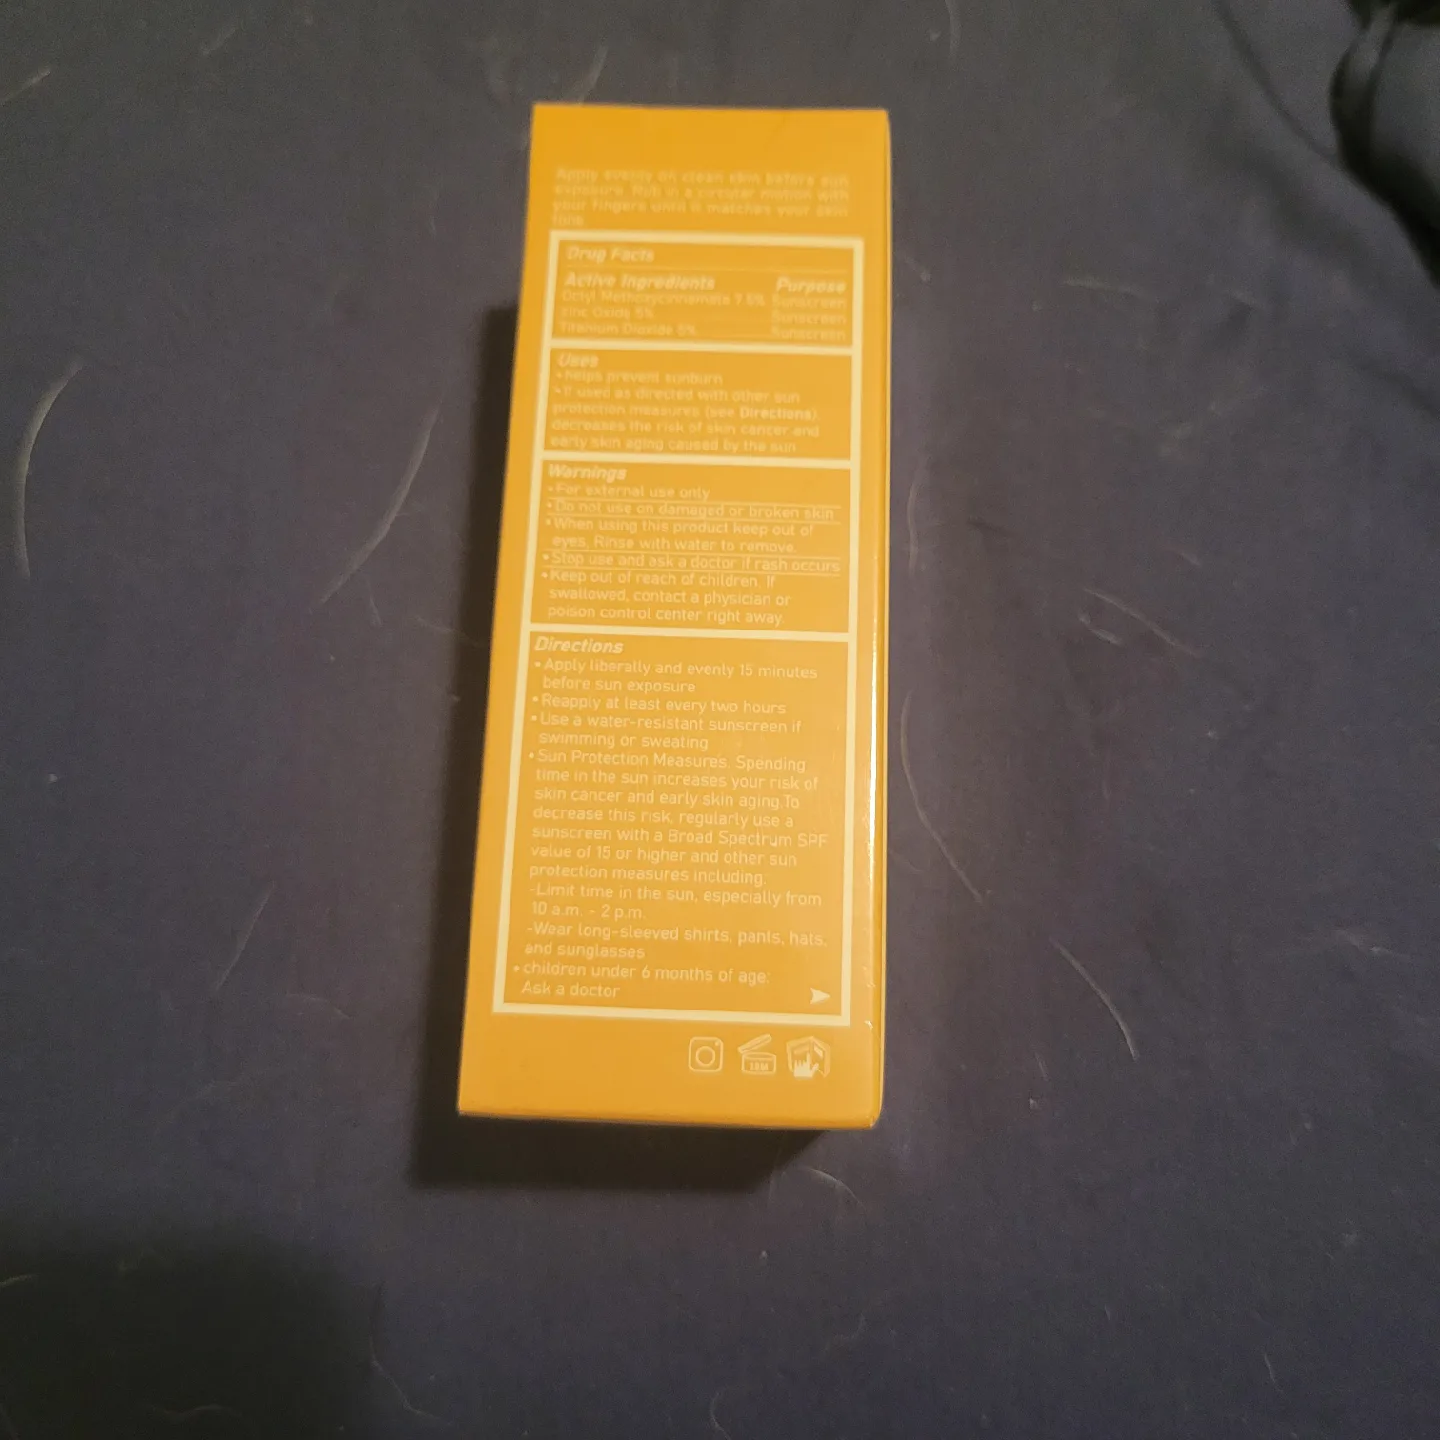 Apply evenly on clean skin before sun
exposure. Rub in a circular motion with
your fingers until it matches your skin
tone.
Drug Facts
Active Ingredients Purpose
Octyl Methoxycinnamate 7.5% Sunscreen
zinc Oxide 5% Sunscreen
Titanium Dioxide 5% Sunscreen
Uses
• helps prevent sunburn
• If used as directed with other sun
protection measures (see Directions)
decreases the risk of skin cancer and
early skin aging caused by the sun
Warnings
• For external use only
• Do not use on damaged or broken skin
• When using this product keep out of
eyes. Rinse with water to remove.
• Stop use and ask a doctor if rash occurs
• Keep out of reach of children. If
swallowed, contact a physician or
poison control center right away.
Directions
• Apply liberally and evenly 15 minutes
before sun exposure
• Reapply at least every two hours
• Use a water-resistant sunscreen if
swimming or sweating
• Sun Protection Measures. Spending
time in the sun increases your risk of
skin cancer and early skin aging.To
decrease this risk, regularly use a
sunscreen with a Broad Spectrum SPF
value of 15 or higher and other sun
protection measures including:
-Limit time in the sun, especially from
10 a.m. - 2 p.m.
-Wear long-sleeved shirts, pants, hats,
and sunglasses
• children under 6 months of age:
Ask a doctor